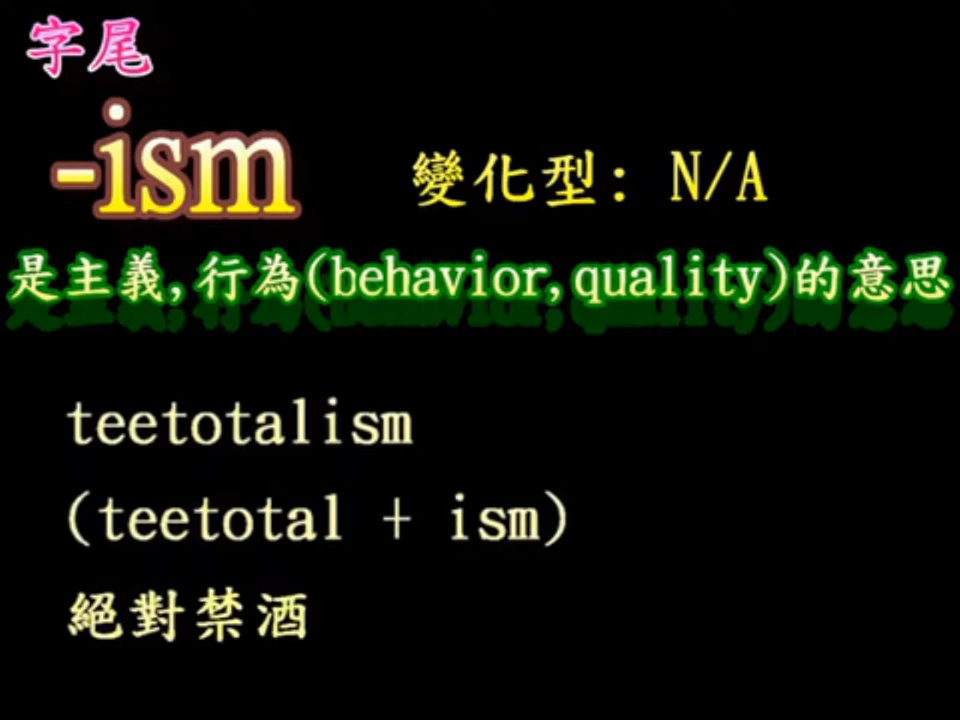 字尾
-ism 變化型: N/A
是主義,行為(behavior,quality)的意思
teetotalism
(teetotal + ism)
絕對禁酒